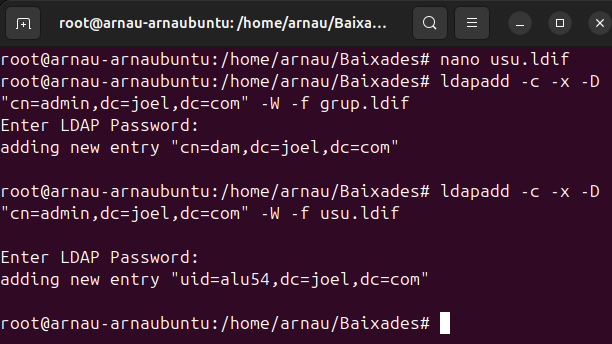 root@arnau-arnaubuntu: /home/arnau/Baixa...
root@arnau-arnaubuntu:/home/arnau/Baixades# nano usu.ldif
root@arnau-arnaubuntu:/home/arnau/Baixades# ldapadd -c -x -D
"cn=admin,dc=joel,dc=com" -W -f grup.ldif
Enter LDAP Password:
adding new entry "cn=dam,dc=joel,dc=com"
root@arnau-arnaubuntu:/home/arnau/Baixades# ldapadd -c -x -D
"cn=admin,dc=joel,dc=com" -W -f usu.ldif
Enter LDAP Password:
adding new entry "uid=alu54,dc=joel,dc=com"
root@arnau-arnaubuntu:/home/arnau/Baixades#